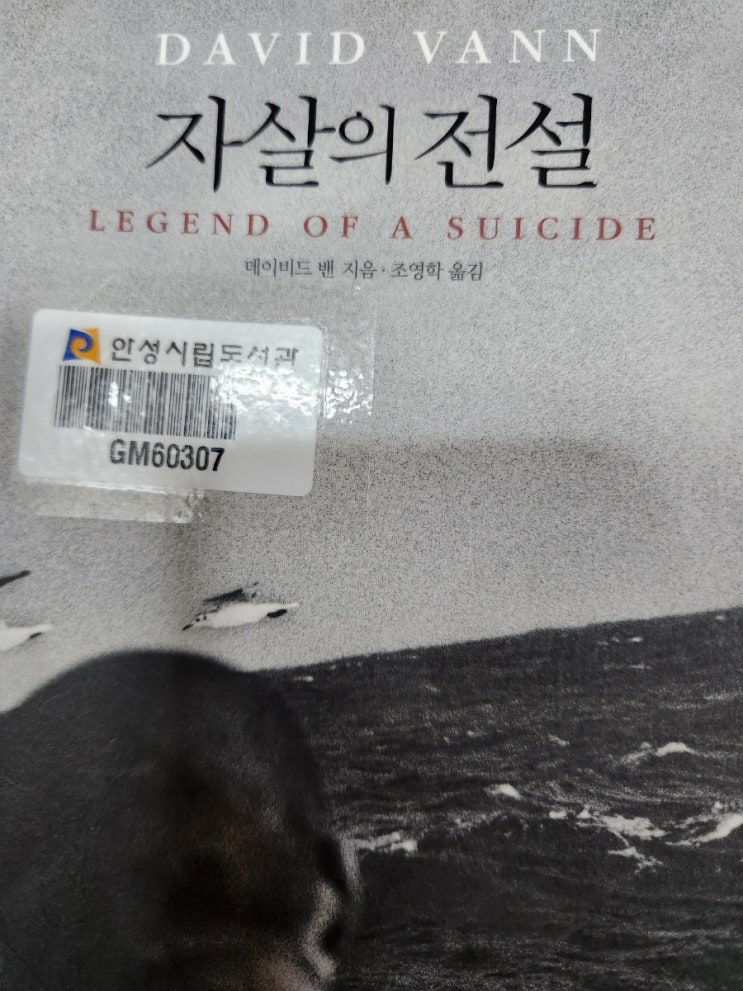 DAVID VANN
자살의 전설
LEGEND OF A SUICIDE
데이비드 밴 지음·조영학 옮김
안성시립도서관
GM60307